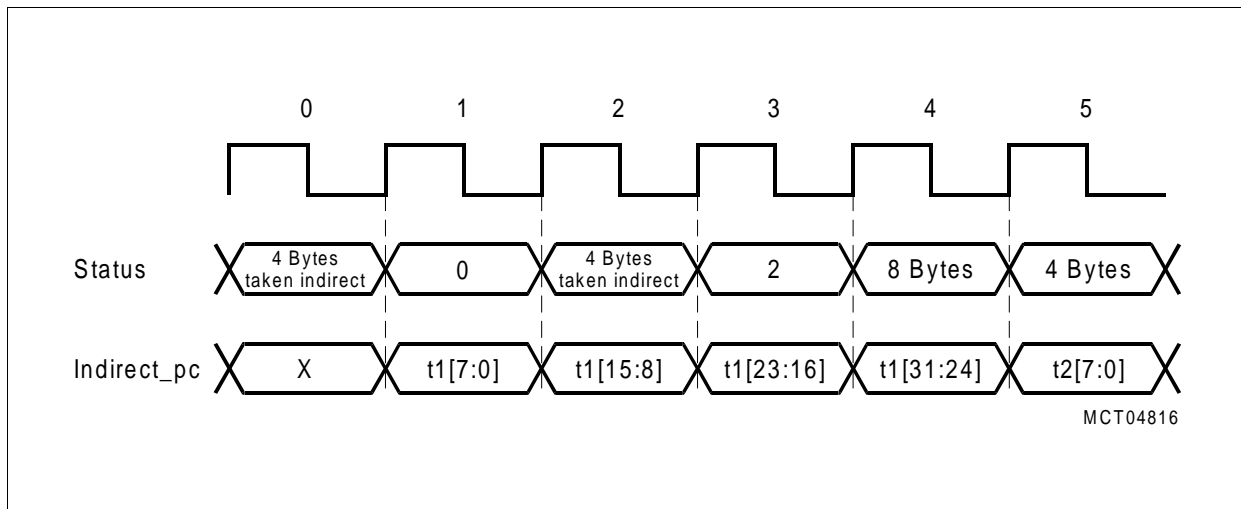 0 1 2 3 4 5
Status
4 Bytes
taken indirect
0
4 Bytes
taken indirect
2
8 Bytes
4 Bytes
Indirect_pc X t1[7:0] t1[15:8] t1[23:16] t1[31:24] t2[7:0]
MCT04816